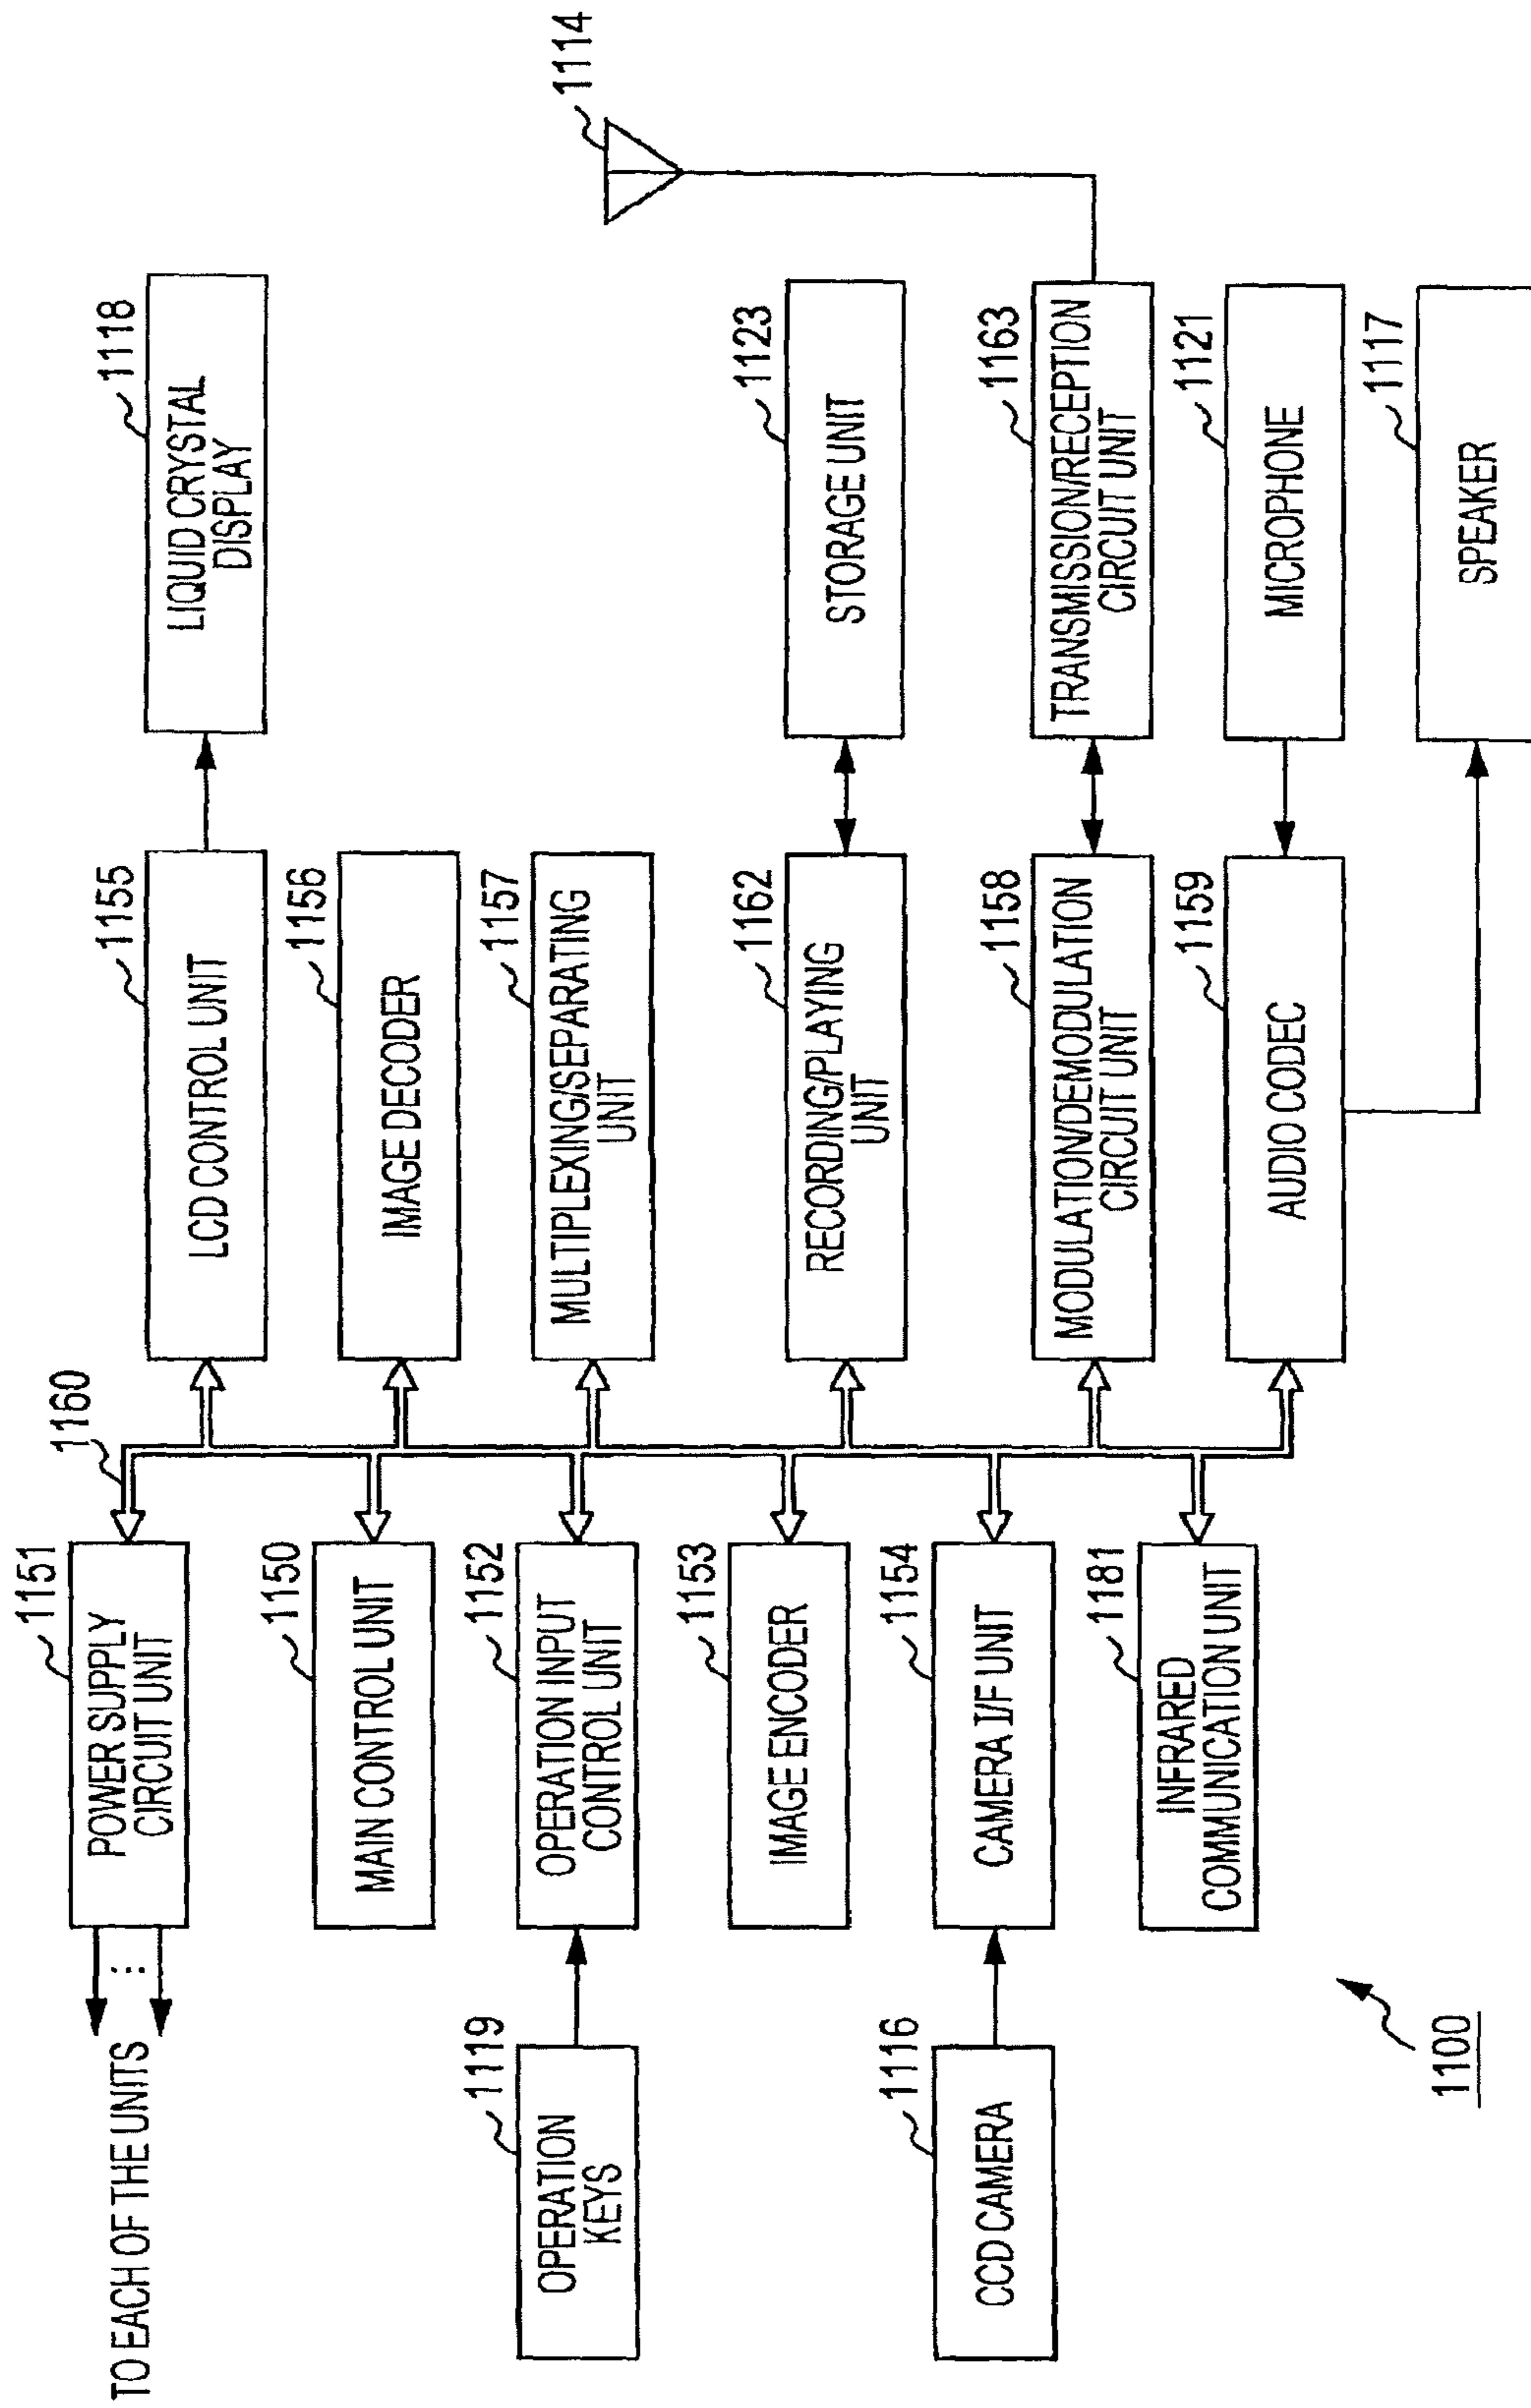 TO EACH OF THE UNITS
1151
POWER SUPPLY
CIRCUIT UNIT
1160
1155
LCD CONTROL UNIT
1118
LIQUID CRYSTAL
DISPLAY
1150
MAIN CONTROL UNIT
1156
IMAGE DECODER
1119
OPERATION
KEYS
1152
OPERATION INPUT
CONTROL UNIT
1157
MULTIPLEXING/SEPARATING
UNIT
1114
1153
IMAGE ENCODER
1162
RECORDING/PLAYING
UNIT
1123
STORAGE UNIT
1116
CCD CAMERA
1154
CAMERA I/F UNIT
1158
MODULATION/DEMODULATION
CIRCUIT UNIT
1163
TRANSMISSION/RECEPTION
CIRCUIT UNIT
1181
INFRARED
COMMUNICATION UNIT
1159
AUDIO CODEC
1121
MICROPHONE
1117
SPEAKER
1100